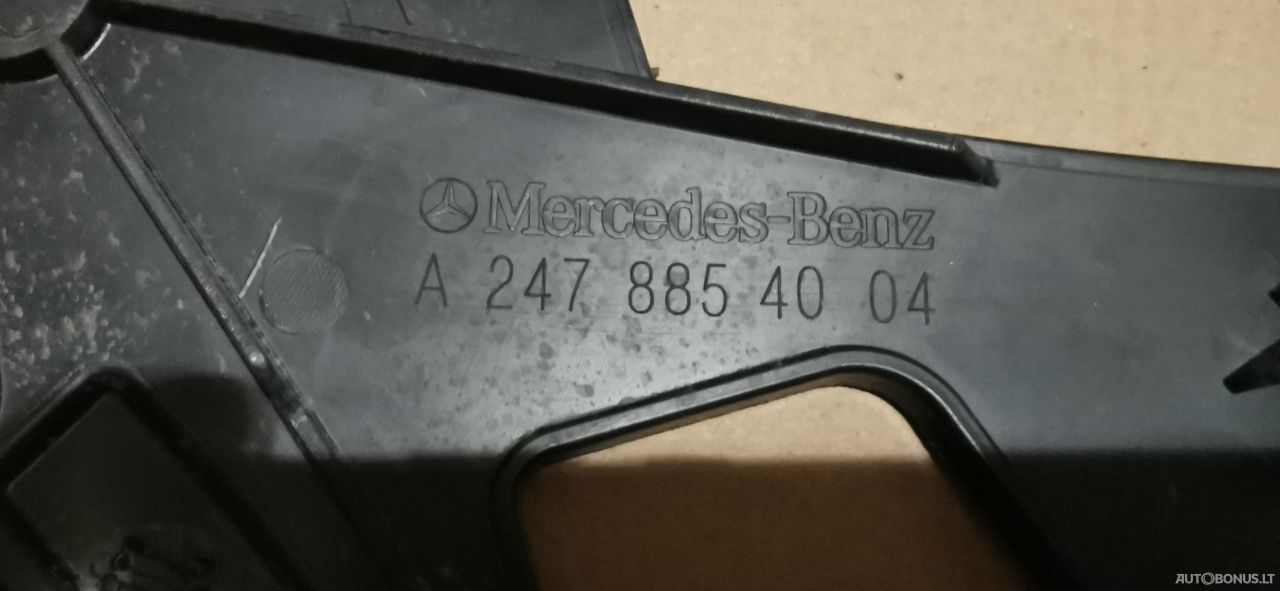 Mercedes-Benz
A 247 885 40 04
AUTOBONUS.LT